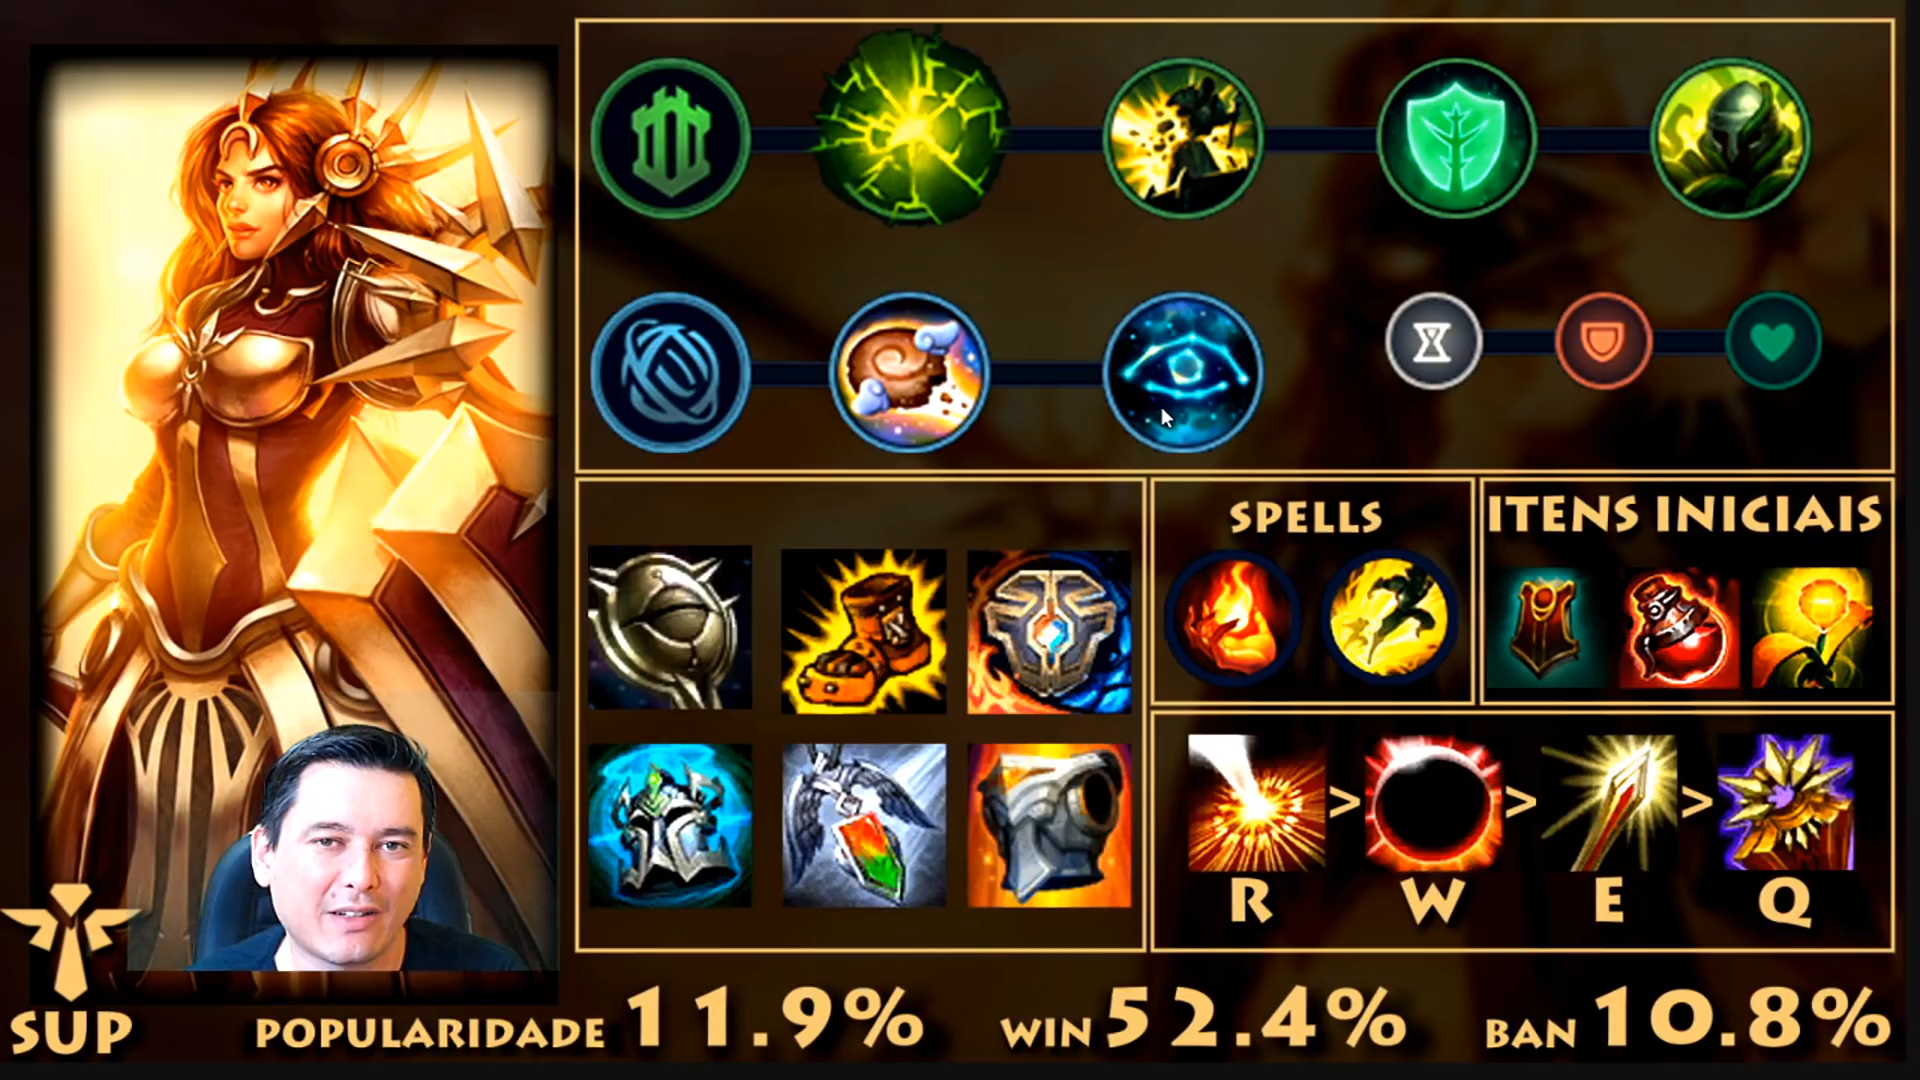 SPELLS
ITENS INICIAIS
> > >
R W E Q
SUP
POPULARIDADE 11.9% WIN 52.4% BAN 10.8%